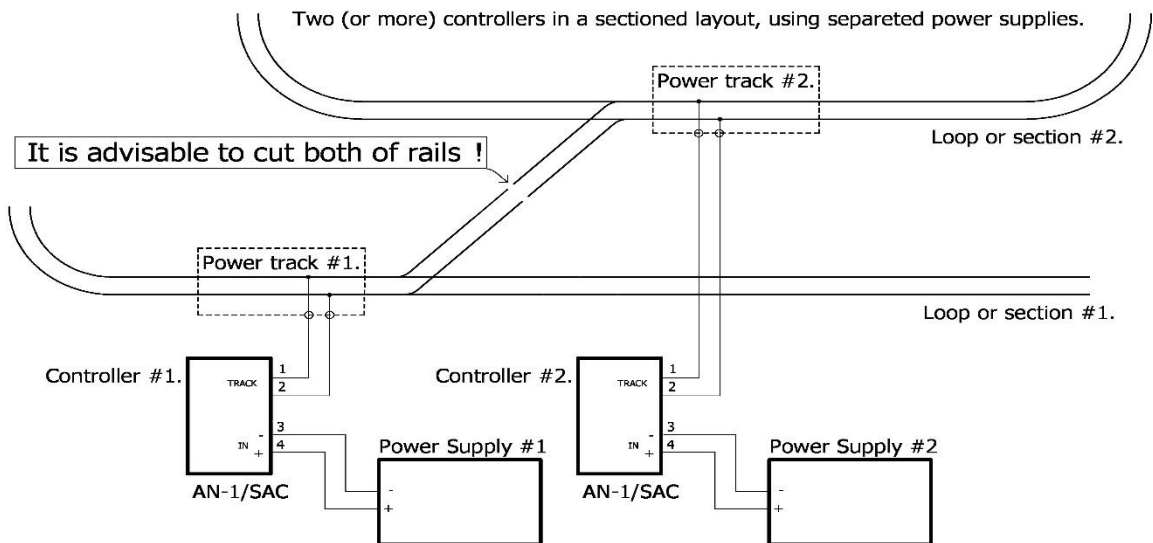 Two (or more) controllers in a sectioned layout, using separeted power supplies.
Power track #2.
Loop or section #2.
It is advisable to cut both of rails !
Power track #1.
Loop or section #1.
Controller #1.
TRACK
1
2
IN
-
+
3
4
AN-1/SAC
Power Supply #1
-
+
Controller #2.
TRACK
1
2
IN
-
+
3
4
AN-1/SAC
Power Supply #2
-
+